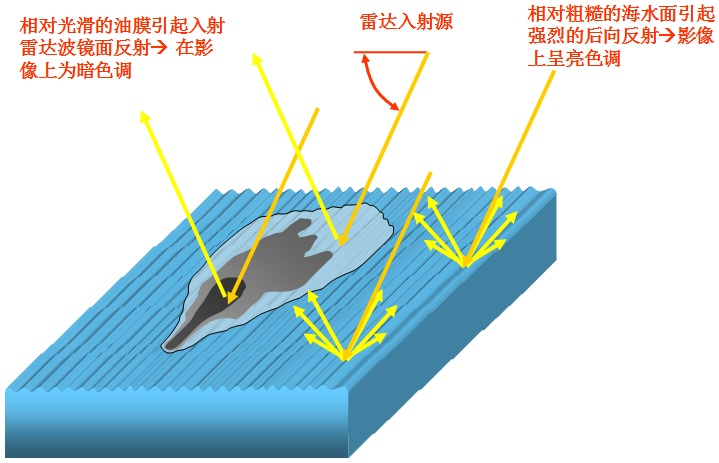 相对光滑的油膜引起入射
雷达波镜面反射→ 在影
像上为暗色调
雷达入射源
相对粗糙的海水面引起
强烈的后向反射→影像
上呈亮色调